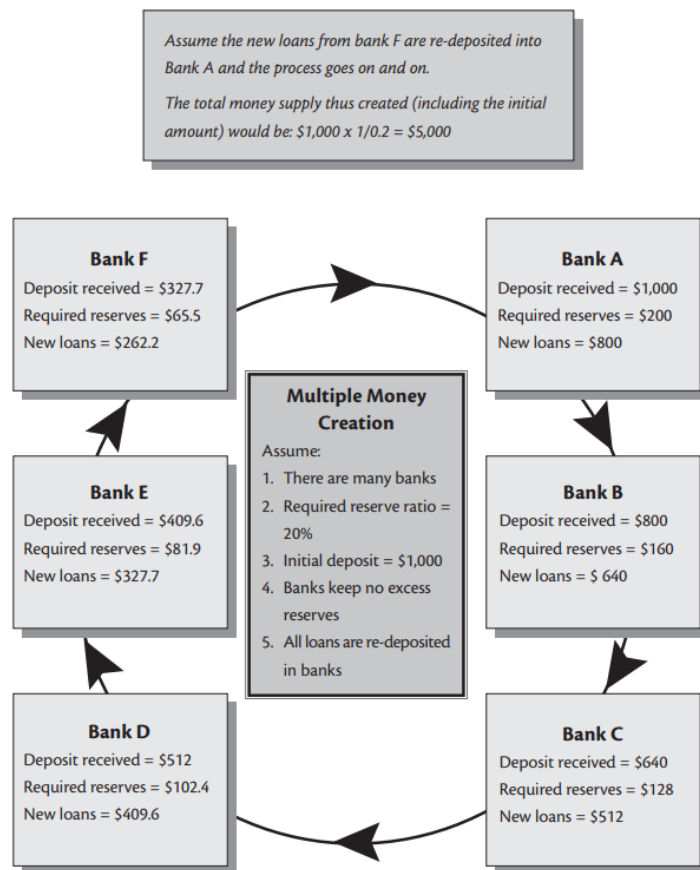 Assume the new loans from bank F are re-deposited into
Bank A and the process goes on and on.
The total money supply thus created (including the initial
amount) would be: $1,000 x 1/0.2 = $5,000
Bank F
Deposit received = $327.7
Required reserves = $65.5
New loans = $262.2
Bank A
Deposit received = $1,000
Required reserves = $200
New loans = $800
Multiple Money
Creation
Assume:
1. There are many banks
2. Required reserve ratio =
20%
3. Initial deposit = $1,000
4. Banks keep no excess
reserves
5. All loans are re-deposited
in banks
Bank E
Deposit received = $409.6
Required reserves = $81.9
New loans = $327.7
Bank B
Deposit received = $800
Required reserves = $160
New loans = $ 640
Bank D
Deposit received = $512
Required reserves = $102.4
New loans = $409.6
Bank C
Deposit received = $640
Required reserves = $128
New loans = $512